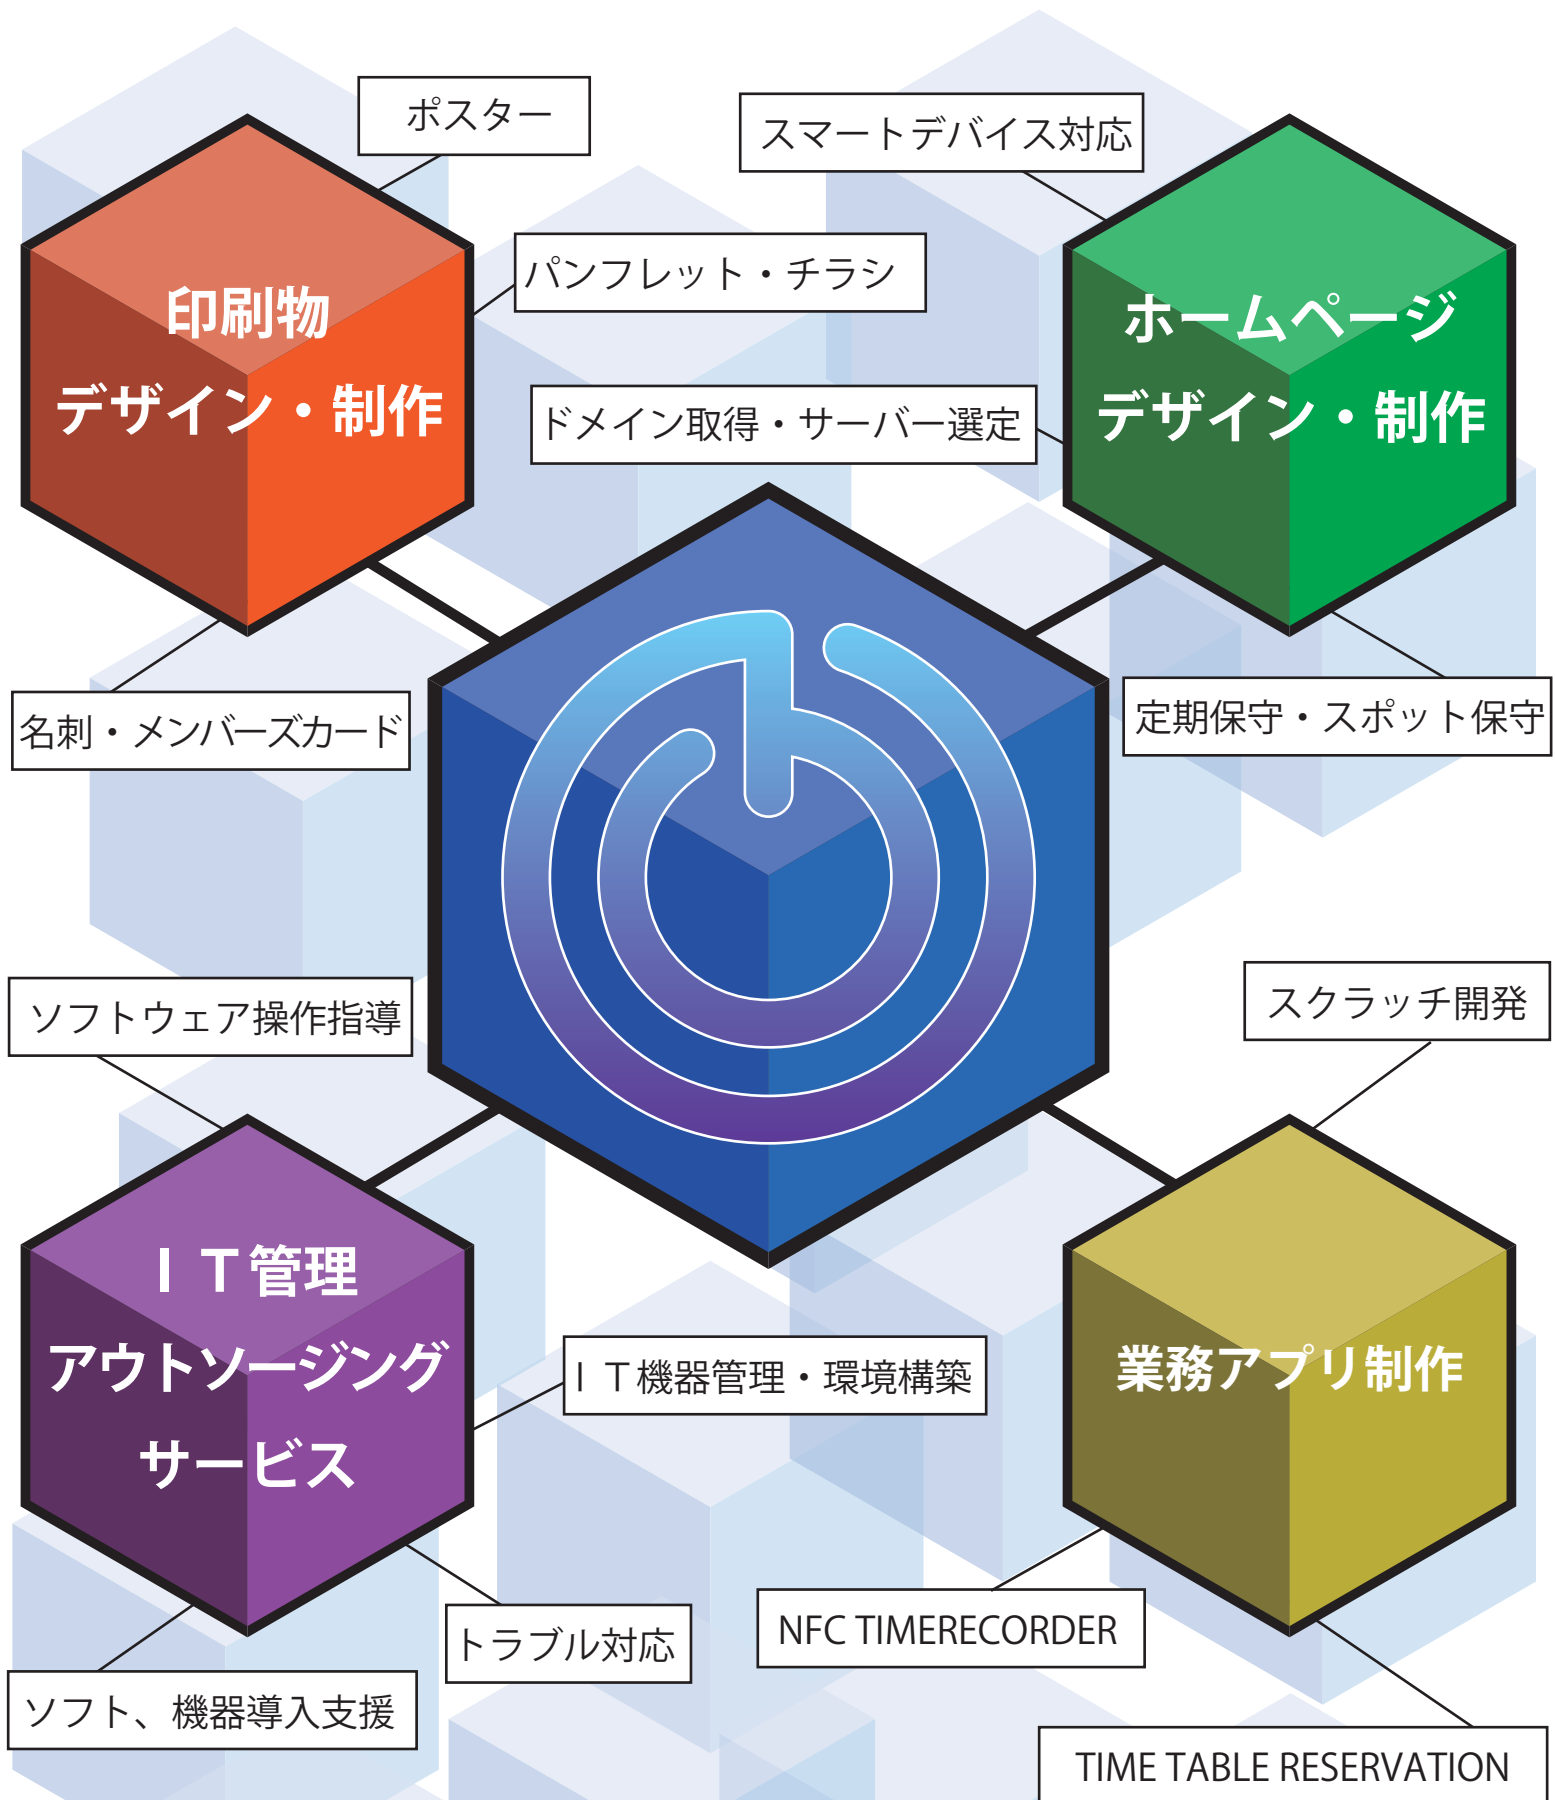 ポスター
スマートデバイス対応
パンフレット・チラシ
印刷物
デザイン・制作
ホームページ
デザイン・制作
ドメイン取得・サーバー選定
名刺・メンバーズカード
定期保守・スポット保守
ソフトウェア操作指導
スクラッチ開発
ＩＴ管理
アウトソージング
サービス
ＩＴ機器管理・環境構築
業務アプリ制作
NFC TIMERECORDER
トラブル対応
ソフト、機器導入支援
TIME TABLE RESERVATION